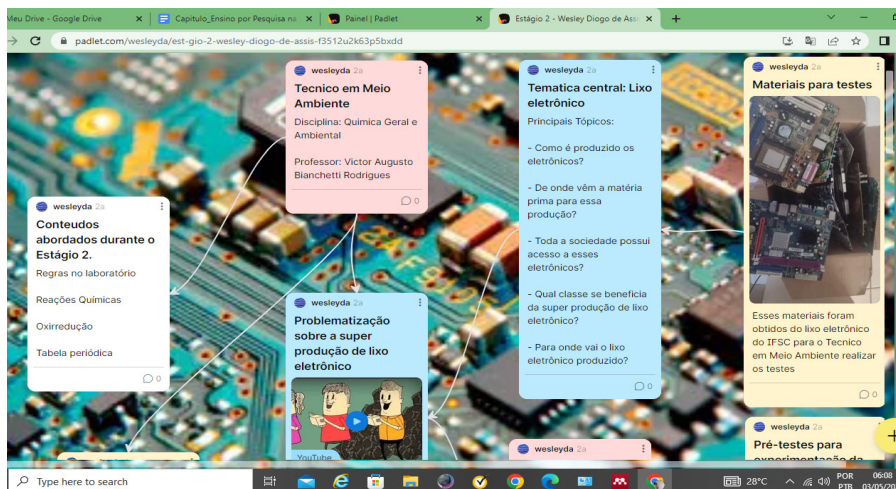 Meu Drive - Google Drive
Capitulo_Ensino por Pesquisa na
Painel | Padlet
Estágio 2 - Wesley Diogo de Assi
padlet.com/wesleyda/est-gio-2-wesley-diogo-de-assis-f3512u2k63p5bxdd
wesleyda 2a
Tecnico em Meio
Ambiente
Disciplina: Quimica Geral e
Ambiental
Professor: Victor Augusto
Bianchetti Rodrigues
0
wesleyda 2a
Tematica central: Lixo
eletrônico
Principais Tópicos:
- Como é produzido os
eletrônicos?
- De onde vêm a matéria
prima para essa
produção?
- Toda a sociedade possui
acesso a esses
eletrônicos?
- Qual classe se beneficia
da super produção de lixo
eletrônico?
- Para onde vai o lixo
eletrônico produzido?
0
wesleyda 2a
Materiais para testes
Esses materiais foram
obtidos do lixo eletrônico
do IFSC para o Tecnico
em Meio Ambiente realizar
os testes
0
wesleyda 2a
Conteudos
abordados durante o
Estágio 2.
Regras no laboratório
Reações Químicas
Oxirredução
Tabela periódica
0
wesleyda 2a
Problematização
sobre a super
produção de lixo
eletrônico
YouTube
wesleyda 2a
Pré-testes para
experimentação da
Type here to search
28°C
POR
PTB
06:08
03/05/20